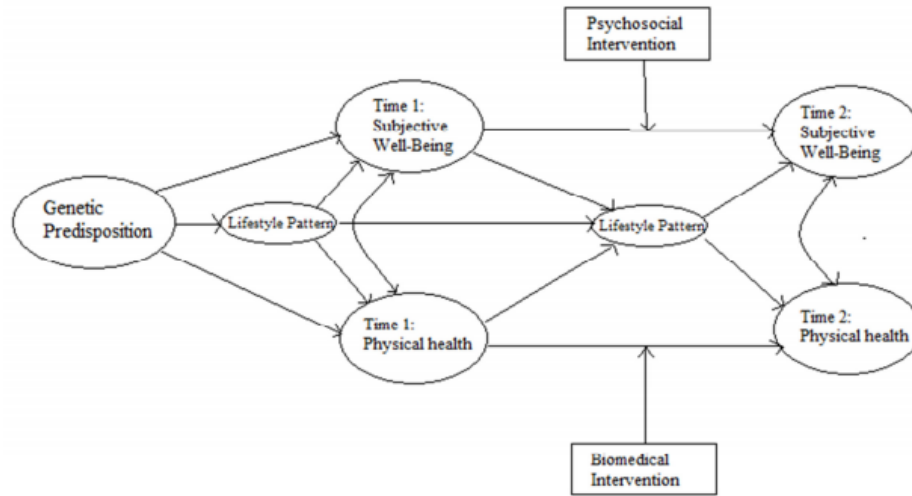 Psychosocial
Intervention
Time 1:
Subjective
Well-Being
Time 2:
Subjective
Well-Being
Genetic
Predisposition
Lifestyle Pattern
Lifestyle Pattern
Time 1:
Physical health
Time 2:
Physical health
Biomedical
Intervention